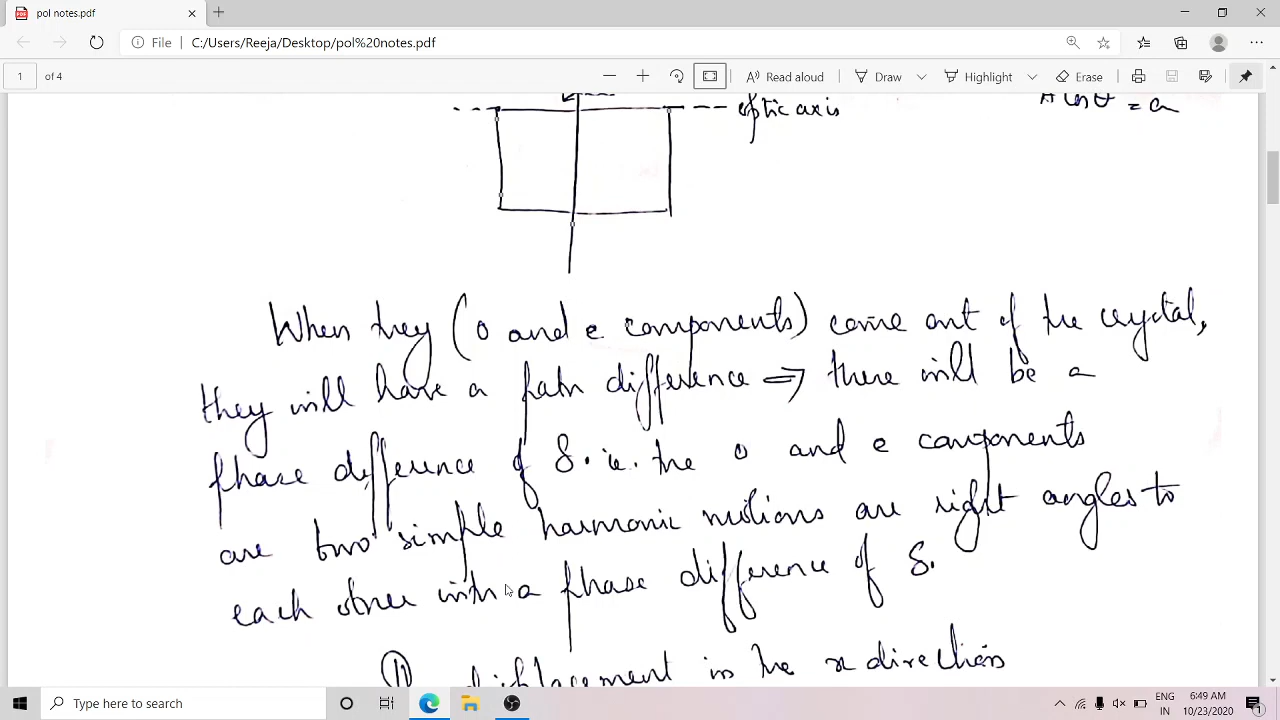 pol notes.pdf
File C:/Users/Reeja/Desktop/pol%20notes.pdf
1 of 4 Read aloud Draw Highlight Erase
optic axis
A cos θ = a
When they (o and e components) come out of the crystal,
they will have a path difference ⇒ there will be a
phase difference of δ. i.e. the o and e components
are two simple harmonic motions are right angles to
each other with a phase difference of δ.
displacement in the x direction
Type here to search
ENG 6:49 AM
IN 10/23/2020